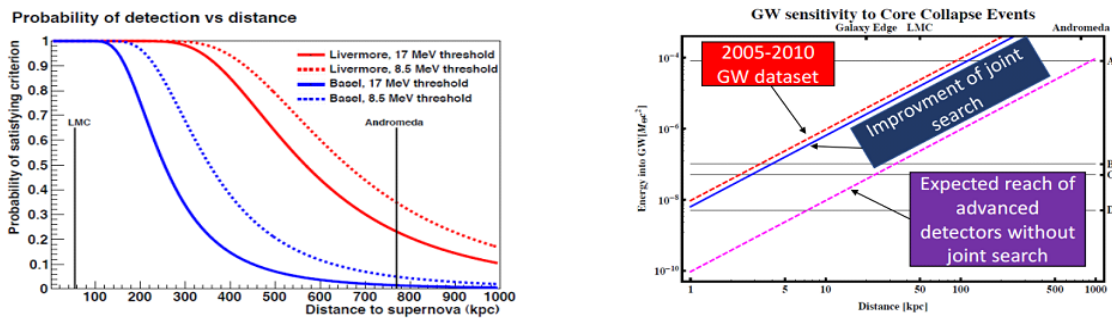 Probability of detection vs distance
Probability of satisfying criterion
1
0.9
0.8
0.7
0.6
0.5
0.4
0.3
0.2
0.1
0
Livermore, 17 MeV threshold
Livermore, 8.5 MeV threshold
Basel, 17 MeV threshold
Basel, 8.5 MeV threshold
LMC
Andromeda
100 200 300 400 500 600 700 800 900 1000
Distance to supernova (kpc)
GW sensitivity to Core Collapse Events
Galaxy Edge LMC Andromeda
2005-2010
GW dataset
Improvment of joint
search
Expected reach of
advanced
detectors without
joint search
Energy into GW[M⊙c²]
10⁻⁴
10⁻⁶
10⁻⁸
10⁻¹⁰
A
B
C
D
1 5 10 50 100 500 1000
Distance [kpc]